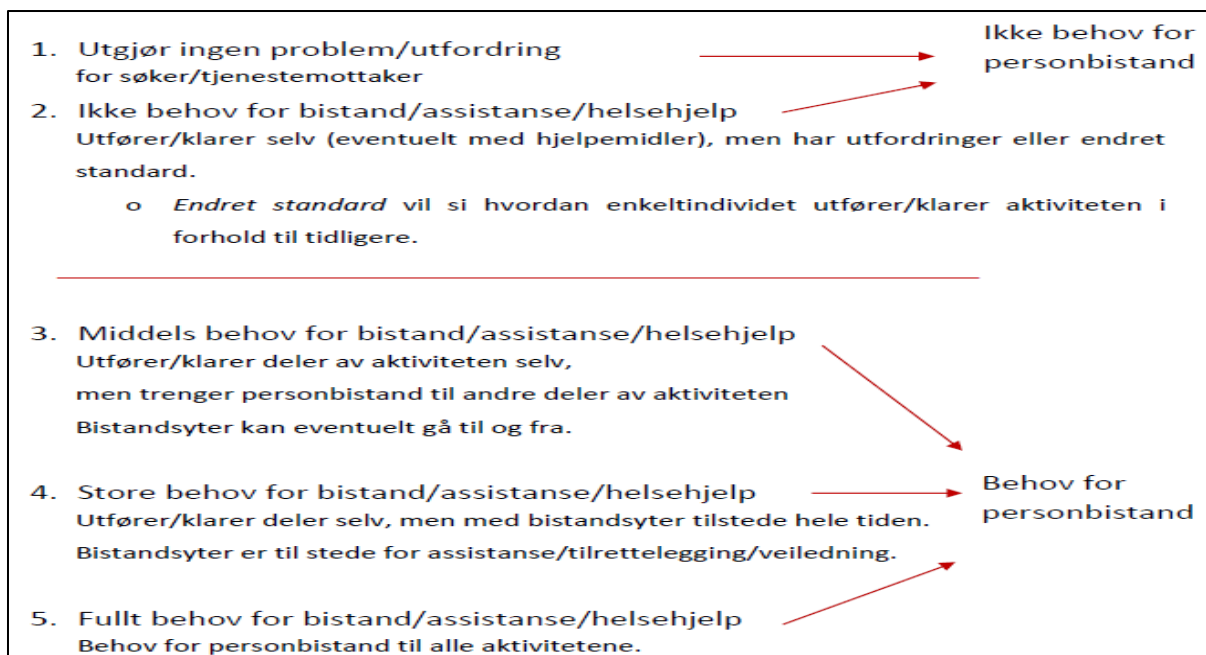 1. Utgjør ingen problem/utfordring
for søker/tjenestemottaker
Ikke behov for
personbistand
2. Ikke behov for bistand/assistanse/helsehjelp
Utfører/klarer selv (eventuelt med hjelpemidler), men har utfordringer eller endret
standard.
o Endret standard vil si hvordan enkeltindividet utfører/klarer aktiviteten i
forhold til tidligere.
3. Middels behov for bistand/assistanse/helsehjelp
Utfører/klarer deler av aktiviteten selv,
men trenger personbistand til andre deler av aktiviteten
Bistandsyter kan eventuelt gå til og fra.
4. Store behov for bistand/assistanse/helsehjelp
Utfører/klarer deler selv, men med bistandsyter tilstede hele tiden.
Bistandsyter er til stede for assistanse/tilrettelegging/veiledning.
Behov for
personbistand
5. Fullt behov for bistand/assistanse/helsehjelp
Behov for personbistand til alle aktivitetene.